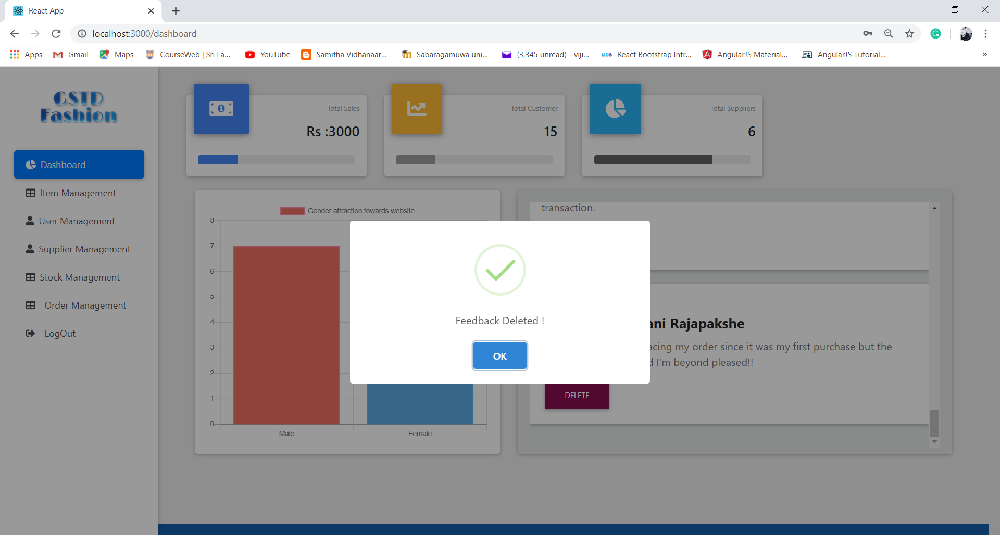 React App
localhost:3000/dashboard
Apps
Gmail
Maps
CourseWeb | Sri La...
YouTube
Samitha Vidhanaar...
Sabaragamuwa uni...
(3,345 unread) - viji...
React Bootstrap Intr...
AngularJS Material...
AngularJS Tutorial...
»
GSTD
Fashion
Dashboard
Item Management
User Management
Supplier Management
Stock Management
Order Management
LogOut
Total Sales
Rs :3000
Total Customer
15
Total Suppliers
6
Gender attraction towards website
8
7
6
5
4
3
2
1
0
Male
Female
transaction.
ani Rajapakshe
acing my order since it was my first purchase but the
d I'm beyond pleased!!
DELETE
Feedback Deleted !
OK